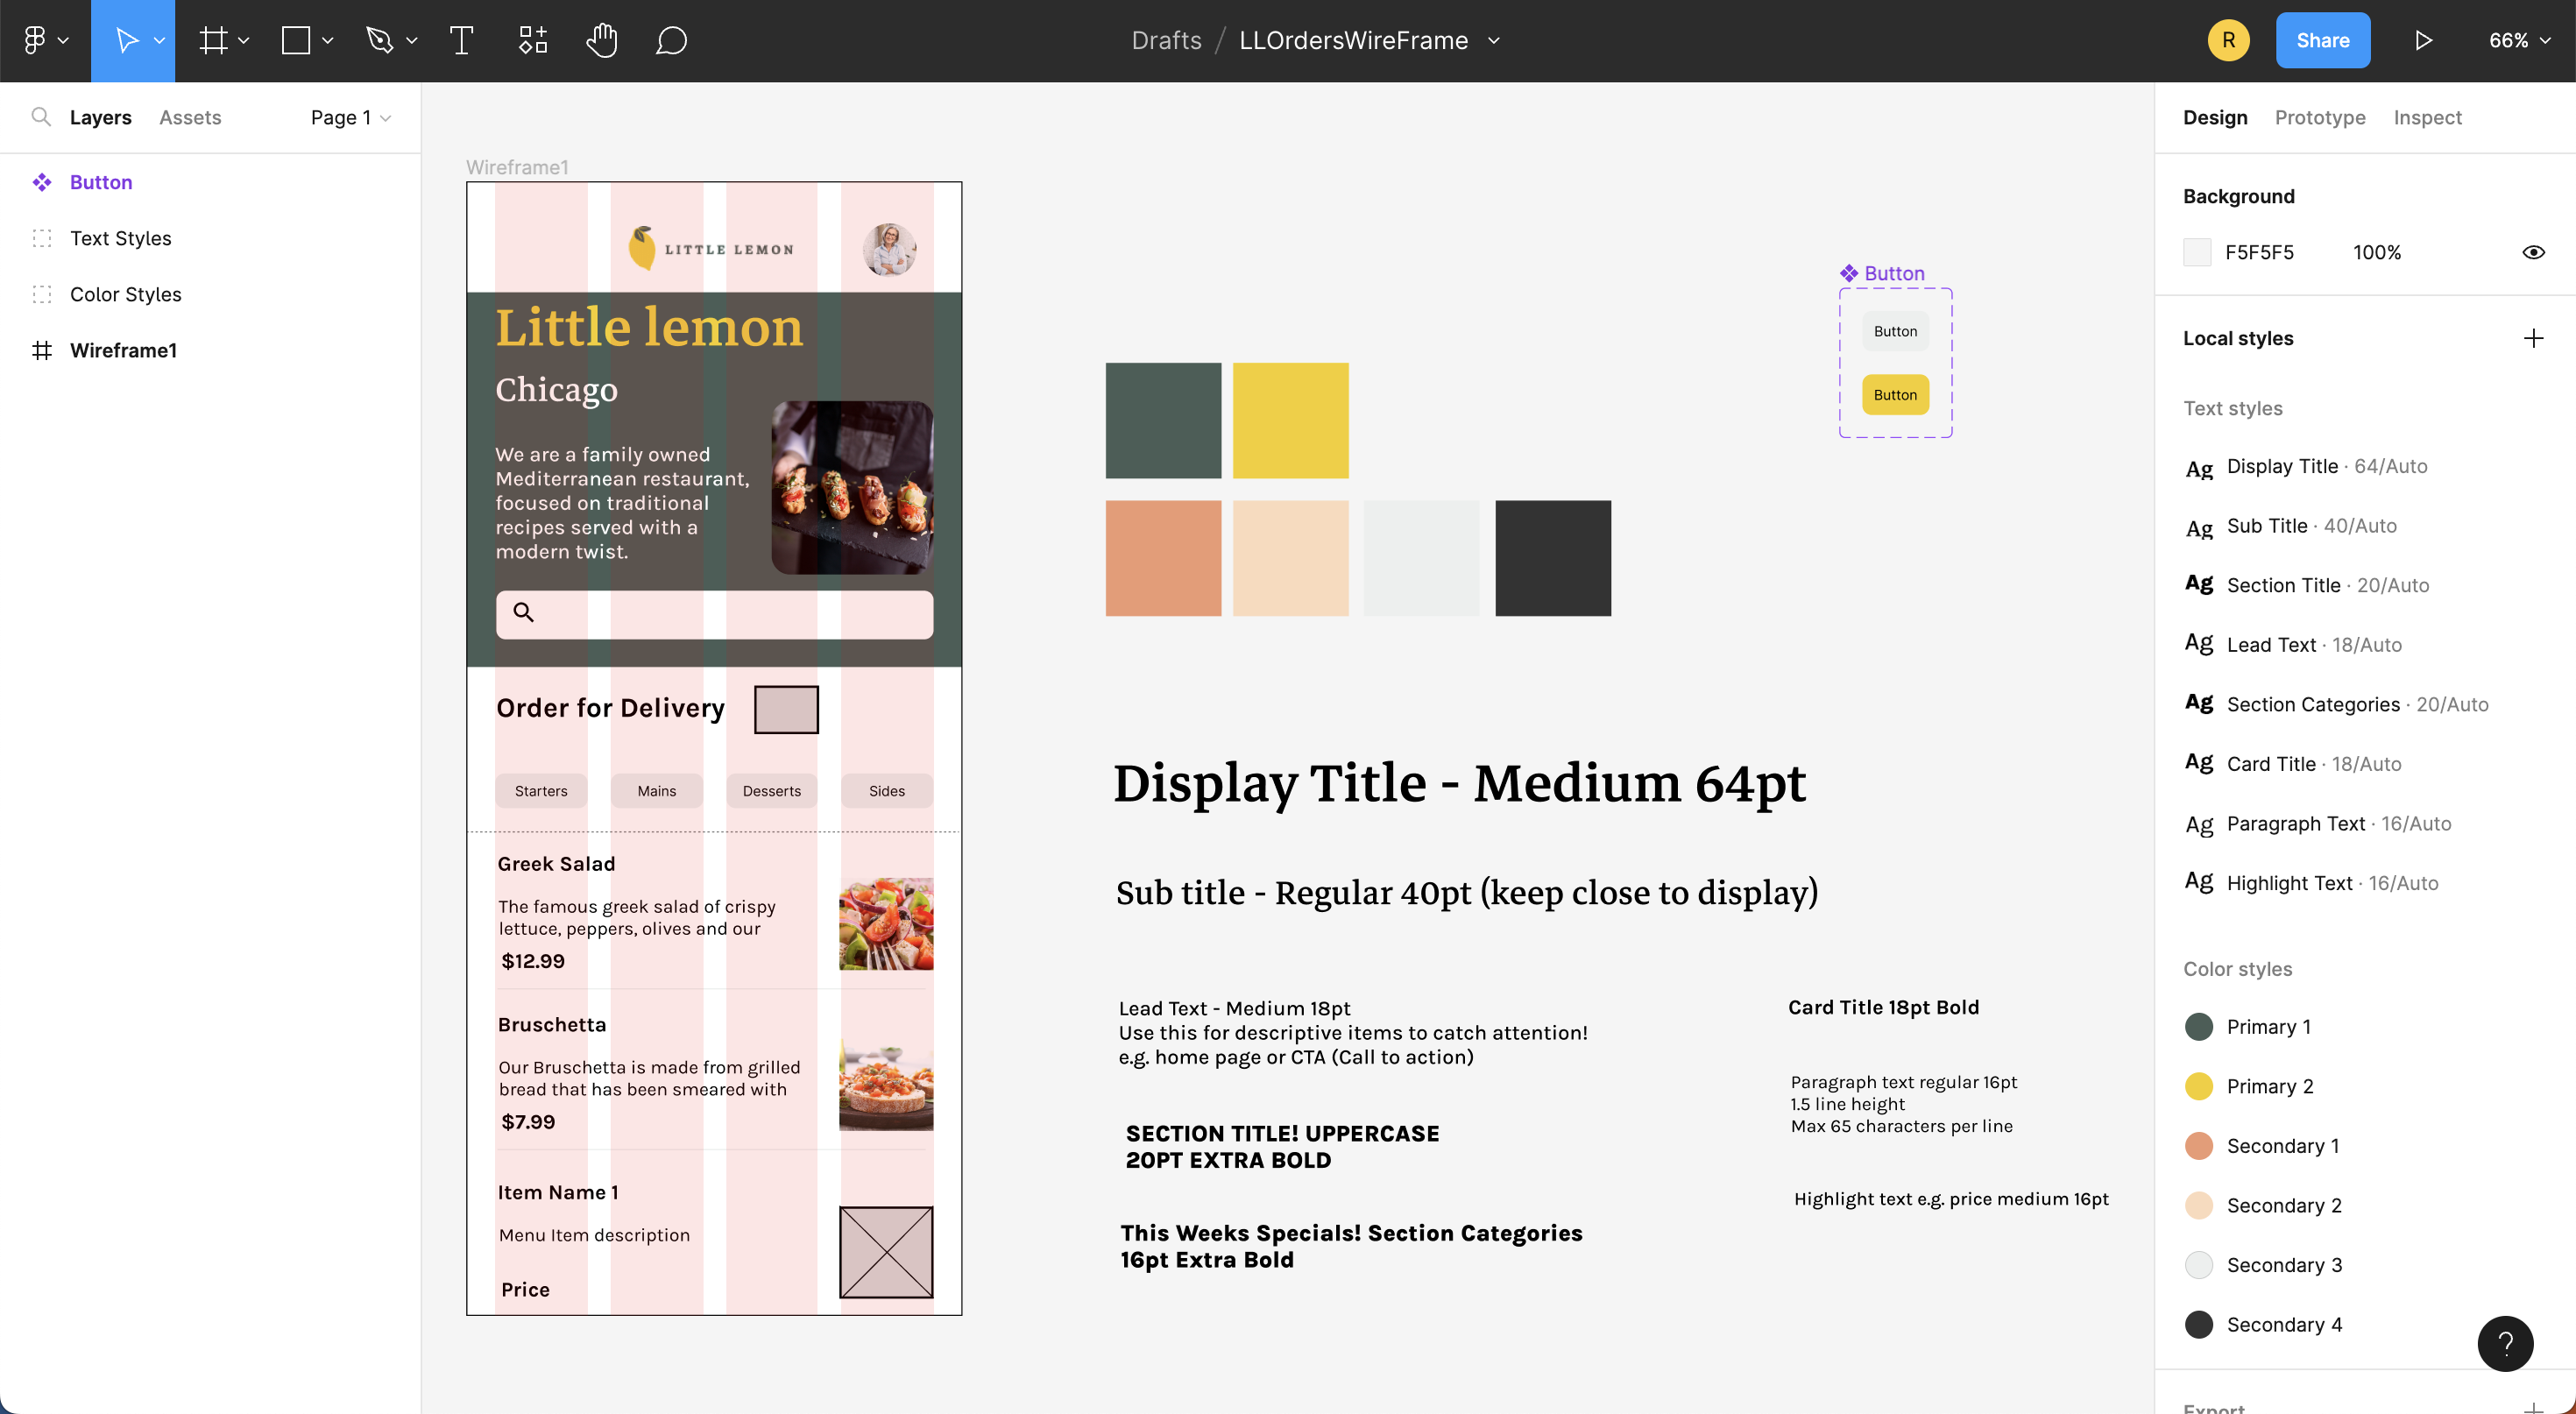 Drafts / LLOrdersWireFrame
R
Share
66%
Layers
Assets
Page 1
Button
Text Styles
Color Styles
Wireframe1
Wireframe1
LITTLE LEMON
Little lemon
Chicago
We are a family owned
Mediterranean restaurant,
focused on traditional
recipes served with a
modern twist.
Order for Delivery
Starters
Mains
Desserts
Sides
Greek Salad
The famous greek salad of crispy
lettuce, peppers, olives and our
$12.99
Bruschetta
Our Bruschetta is made from grilled
bread that has been smeared with
$7.99
Item Name 1
Menu Item description
Price
Button
Button
Button
Display Title - Medium 64pt
Sub title - Regular 40pt (keep close to display)
Lead Text - Medium 18pt
Use this for descriptive items to catch attention!
e.g. home page or CTA (Call to action)
SECTION TITLE! UPPERCASE
20PT EXTRA BOLD
This Weeks Specials! Section Categories
16pt Extra Bold
Card Title 18pt Bold
Paragraph text regular 16pt
1.5 line height
Max 65 characters per line
Highlight text e.g. price medium 16pt
Design
Prototype
Inspect
Background
F5F5F5
100%
Local styles
Text styles
Ag Display Title · 64/Auto
Ag Sub Title · 40/Auto
Ag Section Title · 20/Auto
Ag Lead Text · 18/Auto
Ag Section Categories · 20/Auto
Ag Card Title · 18/Auto
Ag Paragraph Text · 16/Auto
Ag Highlight Text · 16/Auto
Color styles
Primary 1
Primary 2
Secondary 1
Secondary 2
Secondary 3
Secondary 4
?
Export